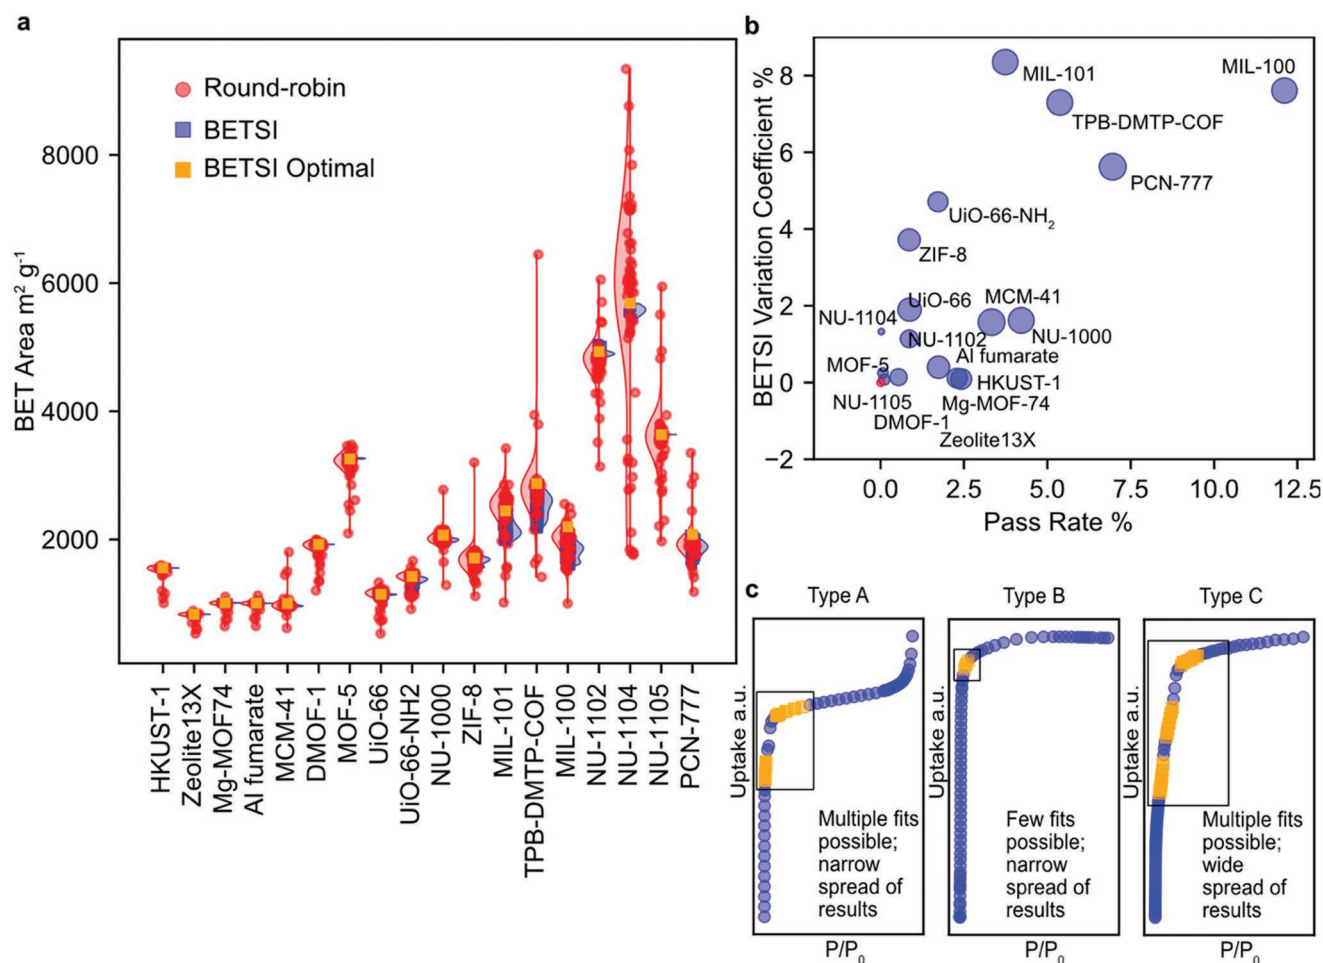 a
BET Area m² g⁻¹
8000
6000
4000
2000
Round-robin
BETSI
BETSI Optimal
HKUST-1
Zeolite13X
Mg-MOF74
Al fumarate
MCM-41
DMOF-1
MOF-5
UiO-66
UiO-66-NH2
NU-1000
ZIF-8
MIL-101
TPB-DMTP-COF
MIL-100
NU-1102
NU-1104
NU-1105
PCN-777
b
BETSI Variation Coefficient %
8
6
4
2
0
−2
MIL-101
MIL-100
TPB-DMTP-COF
PCN-777
UiO-66-NH₂
ZIF-8
UiO-66
MCM-41
NU-1104
NU-1102
NU-1000
MOF-5
Al fumarate
HKUST-1
NU-1105
Mg-MOF-74
DMOF-1
Zeolite13X
0.0 2.5 5.0 7.5 10.0 12.5
Pass Rate %
c
Type A
Uptake a.u.
Multiple fits
possible;
narrow
spread of
results
P/P₀
Type B
Uptake a.u.
Few fits
possible;
narrow
spread of
results
P/P₀
Type C
Uptake a.u.
Multiple fits
possible;
wide
spread of
results
P/P₀